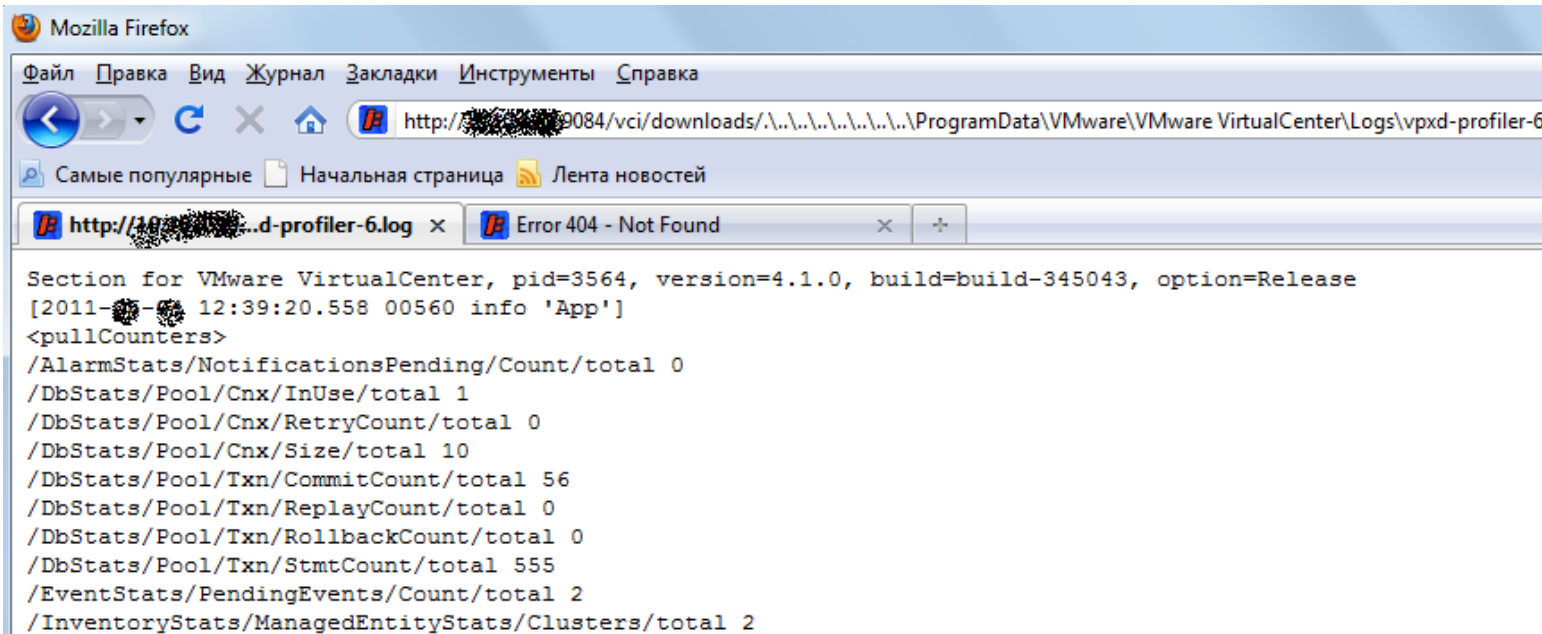 Mozilla Firefox
Файл Правка Вид Журнал Закладки Инструменты Справка
http://9084/vci/downloads/.\..\..\..\..\..\..\..\ProgramData\VMware\VMware VirtualCenter\Logs\vpxd-profiler-6
Самые популярные Начальная страница Лента новостей
http://..d-profiler-6.log Error 404 - Not Found
Section for VMware VirtualCenter, pid=3564, version=4.1.0, build=build-345043, option=Release
[2011- - 12:39:20.558 00560 info 'App']
<pullCounters>
/AlarmStats/NotificationsPending/Count/total 0
/DbStats/Pool/Cnx/InUse/total 1
/DbStats/Pool/Cnx/RetryCount/total 0
/DbStats/Pool/Cnx/Size/total 10
/DbStats/Pool/Txn/CommitCount/total 56
/DbStats/Pool/Txn/ReplayCount/total 0
/DbStats/Pool/Txn/RollbackCount/total 0
/DbStats/Pool/Txn/StmtCount/total 555
/EventStats/PendingEvents/Count/total 2
/InventoryStats/ManagedEntityStats/Clusters/total 2